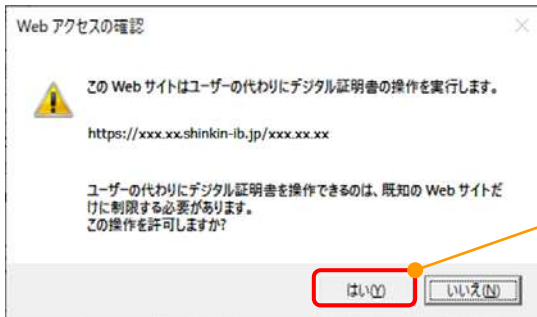 Web アクセスの確認
この Web サイトはユーザーの代わりにデジタル証明書の操作を実行します。
https://xxx.xx.shinkin-ib.jp/xxx.xx.xx
ユーザーの代わりにデジタル証明書を操作できるのは、既知の Web サイトだ
けに制限する必要があります。
この操作を許可しますか?
はい(Y) いいえ(N)